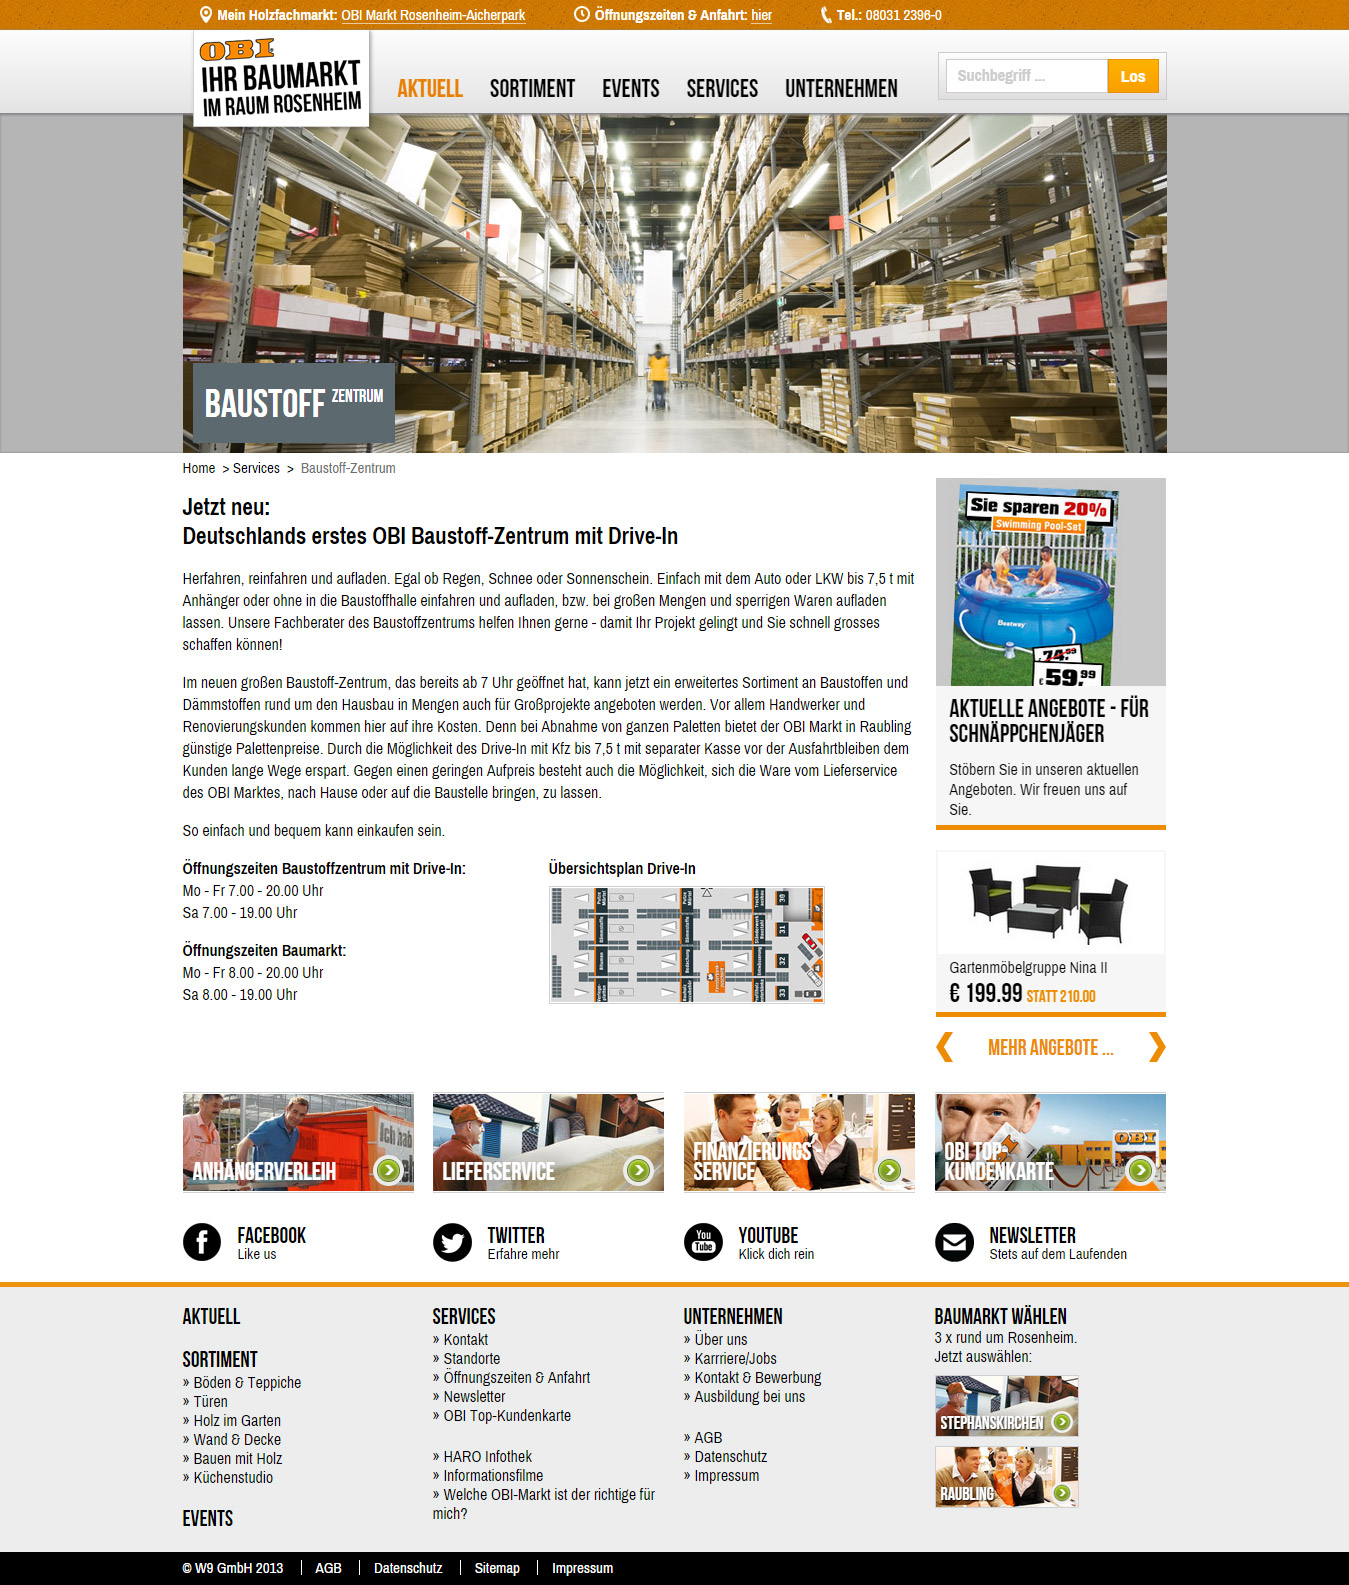 Mein Holzfachmarkt: OBI Markt Rosenheim-Aicherpark
Öffnungszeiten & Anfahrt: hier
Tel.: 08031 2396-0
OBI
IHR BAUMARKT
IM RAUM ROSENHEIM
AKTUELL SORTIMENT EVENTS SERVICES UNTERNEHMEN
Suchbegriff ... Los
BAUSTOFF ZENTRUM
Home > Services > Baustoff-Zentrum
Jetzt neu:
Deutschlands erstes OBI Baustoff-Zentrum mit Drive-In
Herfahren, reinfahren und aufladen. Egal ob Regen, Schnee oder Sonnenschein. Einfach mit dem Auto oder LKW bis 7,5 t mit
Anhänger oder ohne in die Baustoffhalle einfahren und aufladen, bzw. bei großen Mengen und sperrigen Waren aufladen
lassen. Unsere Fachberater des Baustoffzentrums helfen Ihnen gerne - damit Ihr Projekt gelingt und Sie schnell grosses
schaffen können!
Im neuen großen Baustoff-Zentrum, das bereits ab 7 Uhr geöffnet hat, kann jetzt ein erweitertes Sortiment an Baustoffen und
Dämmstoffen rund um den Hausbau in Mengen auch für Großprojekte angeboten werden. Vor allem Handwerker und
Renovierungskunden kommen hier auf ihre Kosten. Denn bei Abnahme von ganzen Paletten bietet der OBI Markt in Raubling
günstige Palettenpreise. Durch die Möglichkeit des Drive-In mit Kfz bis 7,5 t mit separater Kasse vor der Ausfahrtbleiben dem
Kunden lange Wege erspart. Gegen einen geringen Aufpreis besteht auch die Möglichkeit, sich die Ware vom Lieferservice
des OBI Marktes, nach Hause oder auf die Baustelle bringen, zu lassen.
So einfach und bequem kann einkaufen sein.
Öffnungszeiten Baustoffzentrum mit Drive-In:
Mo - Fr 7.00 - 20.00 Uhr
Sa 7.00 - 19.00 Uhr
Öffnungszeiten Baumarkt:
Mo - Fr 8.00 - 20.00 Uhr
Sa 8.00 - 19.00 Uhr
Übersichtsplan Drive-In
30
31
32
33
Sie sparen 20%
Swimming Pool-Set
Bestway
€ 74.99
€ 59.99
AKTUELLE ANGEBOTE - FÜR
SCHNÄPPCHENJÄGER
Stöbern Sie in unseren aktuellen
Angeboten. Wir freuen uns auf
Sie.
Gartenmöbelgruppe Nina II
€ 199.99 STATT 210.00
MEHR ANGEBOTE ...
Ich hab
ANHÄNGERVERLEIH
LIEFERSERVICE
FINANZIERUNGS
SERVICE
OBI
OBI TOP-
KUNDENKARTE
FACEBOOK
Like us
TWITTER
Erfahre mehr
You
Tube
YOUTUBE
Klick dich rein
NEWSLETTER
Stets auf dem Laufenden
AKTUELL
SORTIMENT
» Böden & Teppiche
» Türen
» Holz im Garten
» Wand & Decke
» Bauen mit Holz
» Küchenstudio
EVENTS
SERVICES
» Kontakt
» Standorte
» Öffnungszeiten & Anfahrt
» Newsletter
» OBI Top-Kundenkarte
» HARO Infothek
» Informationsfilme
» Welche OBI-Markt ist der richtige für
mich?
UNTERNEHMEN
» Über uns
» Karrriere/Jobs
» Kontakt & Bewerbung
» Ausbildung bei uns
» AGB
» Datenschutz
» Impressum
BAUMARKT WÄHLEN
3 x rund um Rosenheim.
Jetzt auswählen:
STEPHANSKIRCHEN
RAUBLING
© W9 GmbH 2013 AGB Datenschutz Sitemap Impressum